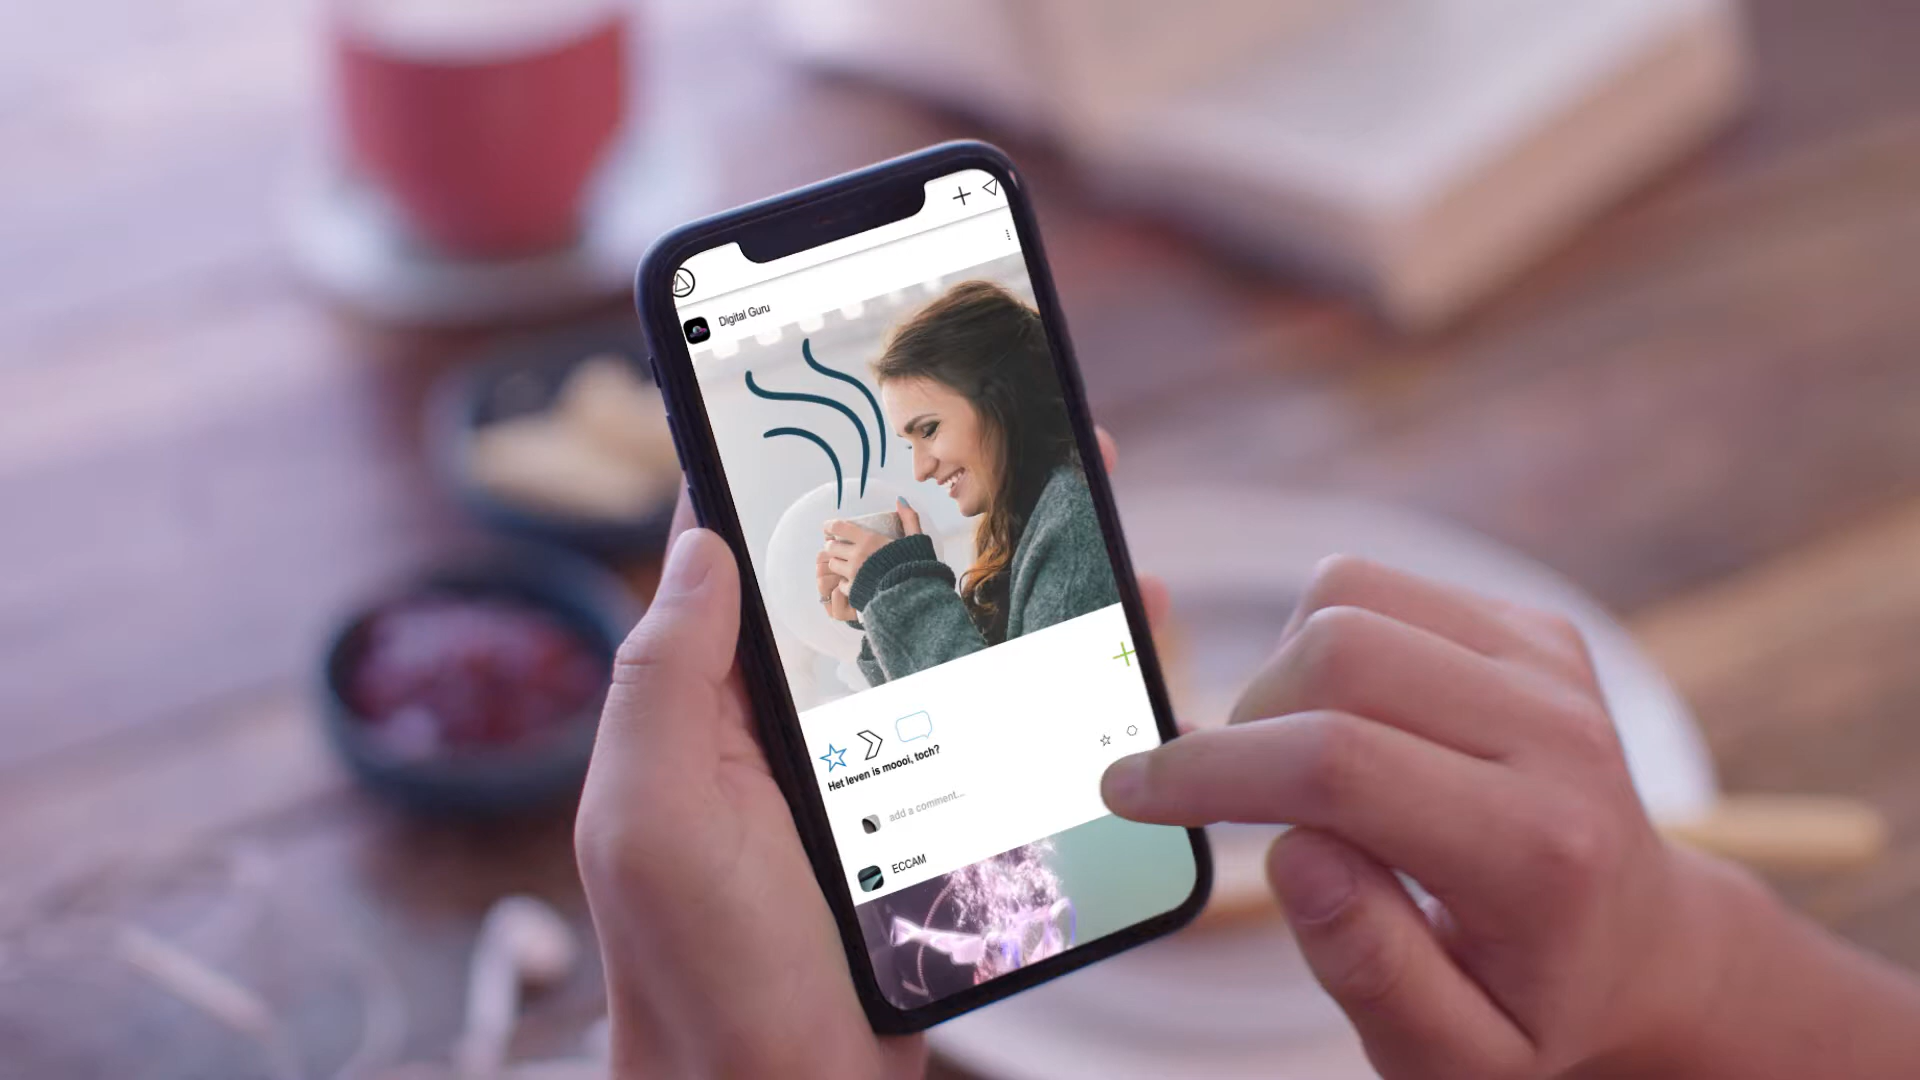 Digital Guru
Het leven is moooi, toch?
add a comment...
ECCAM